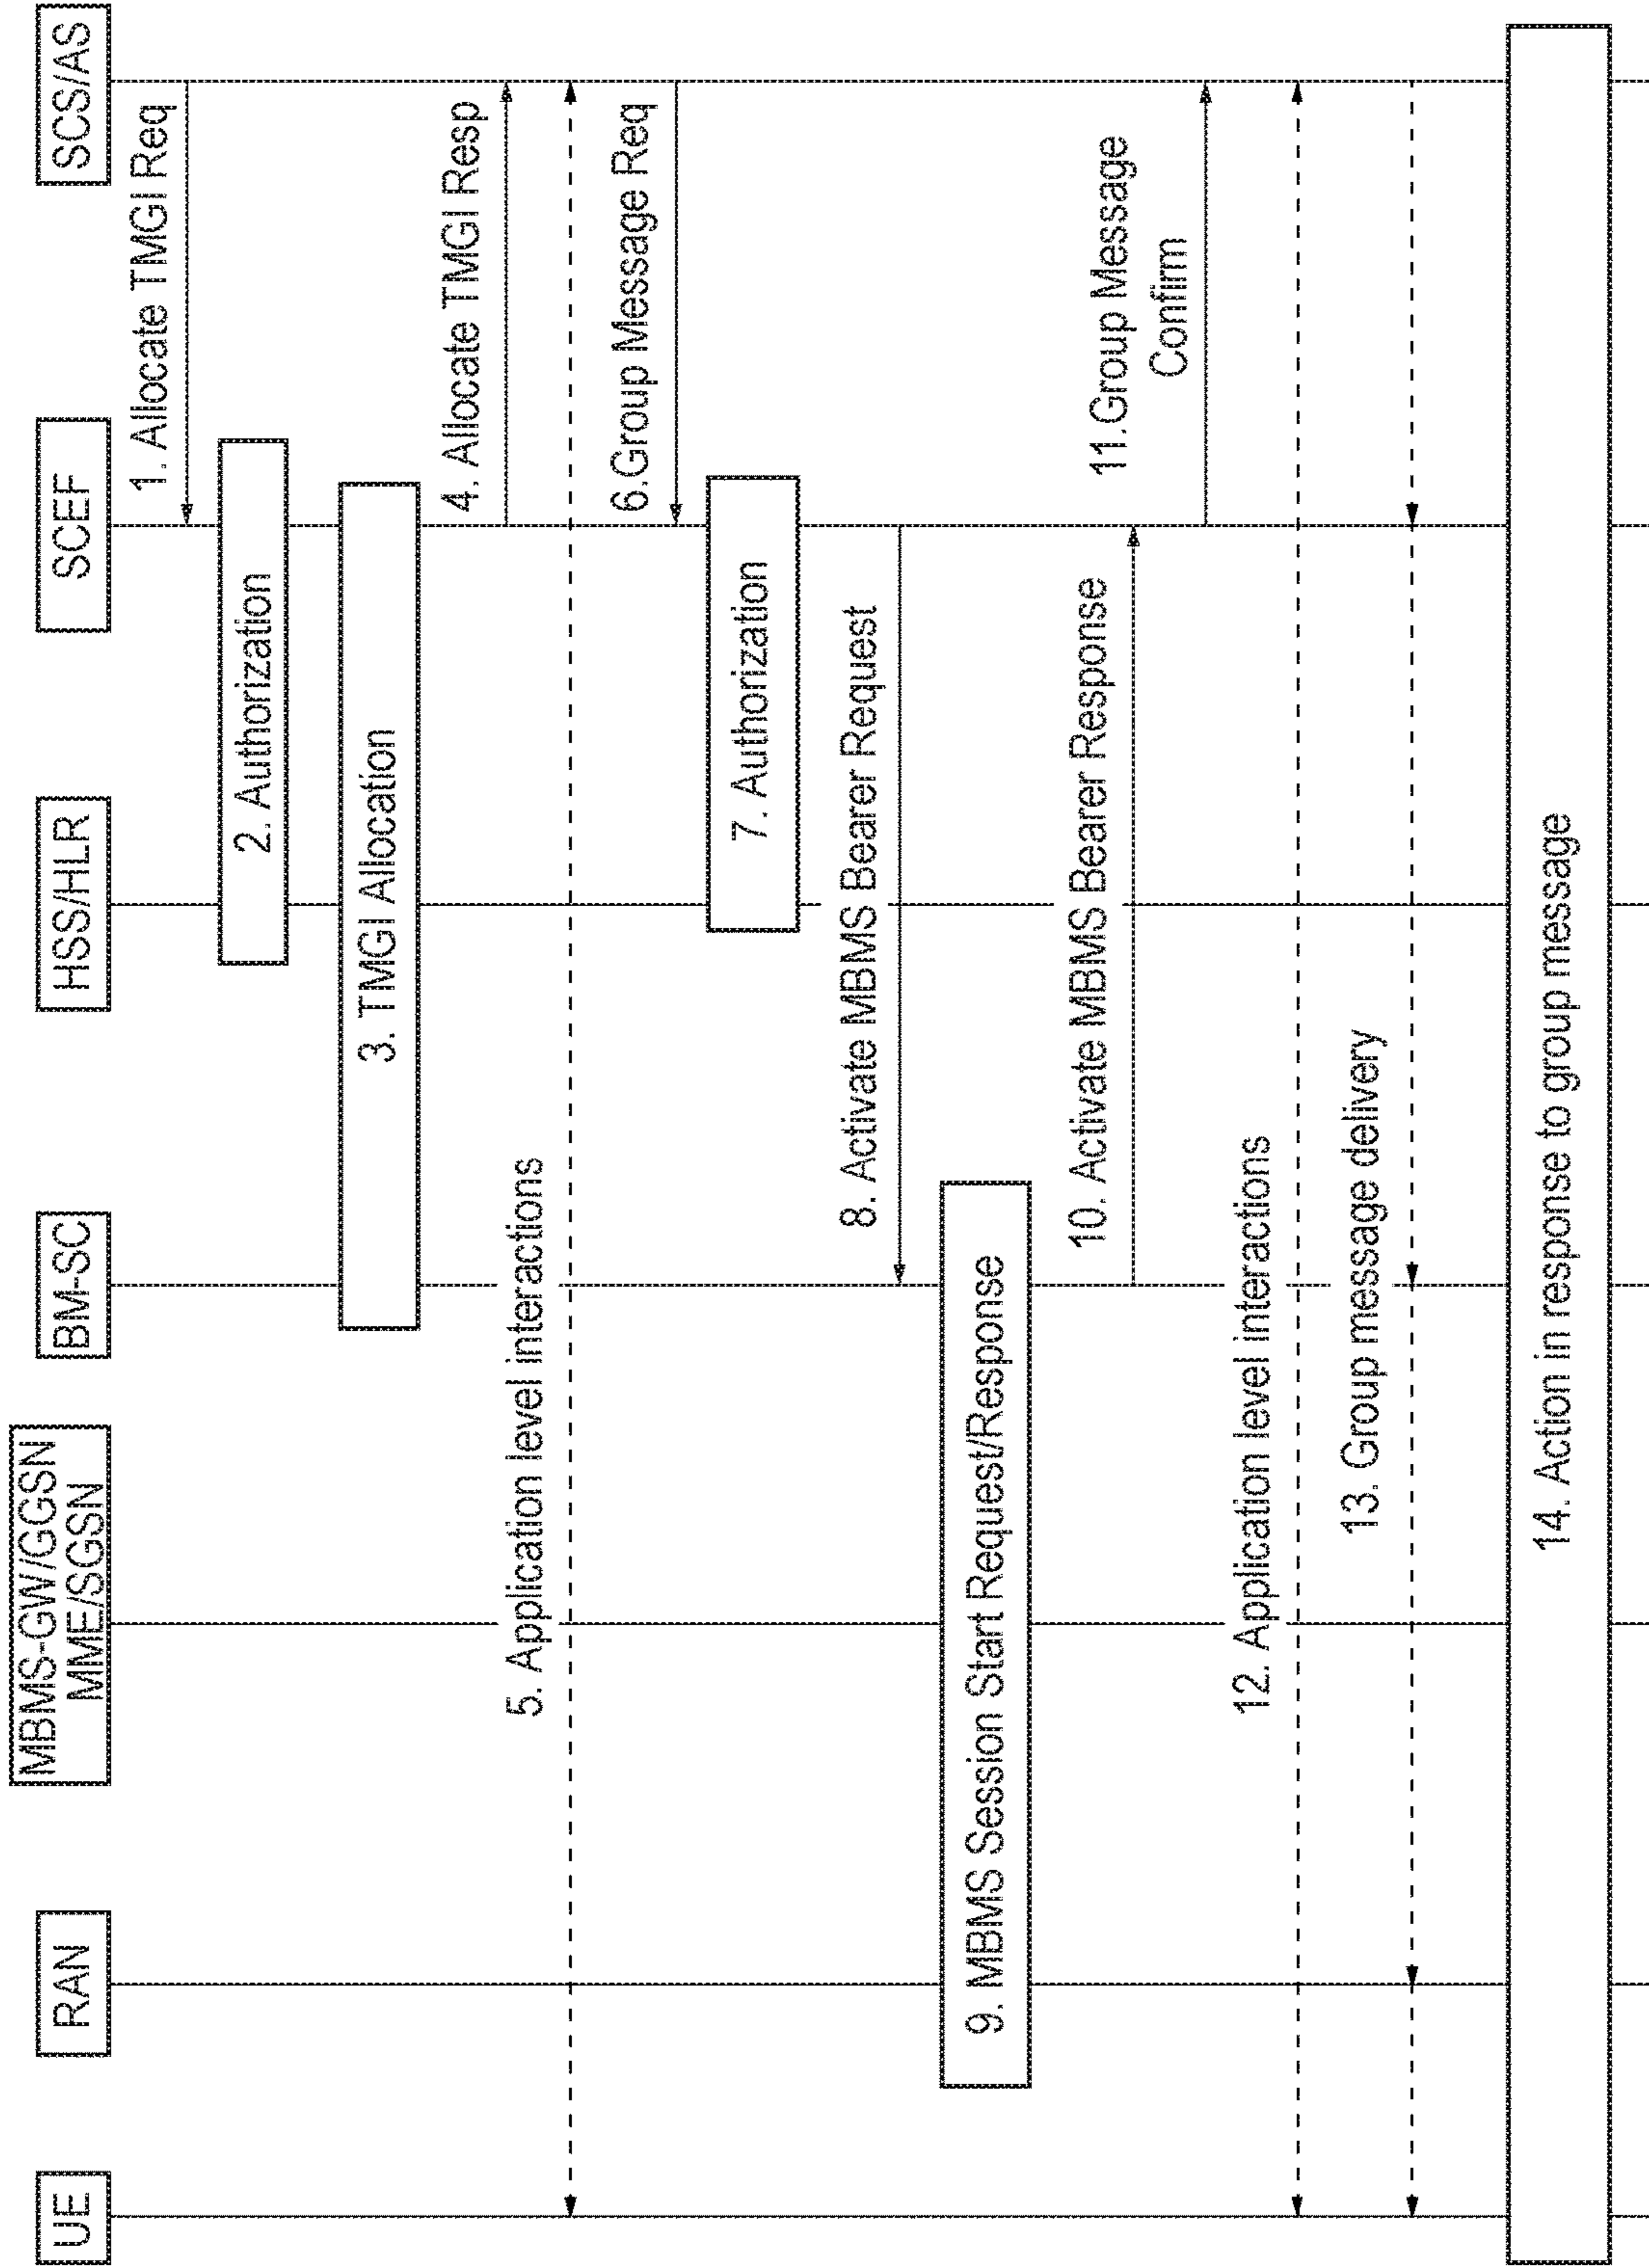 UE
RAN
MBMS-GW/GGSN
MME/SGSN
BM-SC
HSS/HLR
SCEF
SCS/AS
1. Allocate TMGI Req
2. Authorization
3. TMGI Allocation
4. Allocate TMGI Resp
5. Application level interactions
6.Group Message Req
7. Authorization
8. Activate MBMS Bearer Request
9. MBMS Session Start Request/Response
10. Activate MBMS Bearer Response
11.Group Message
Confirm
12. Application level interactions
13. Group message delivery
14. Action in response to group message